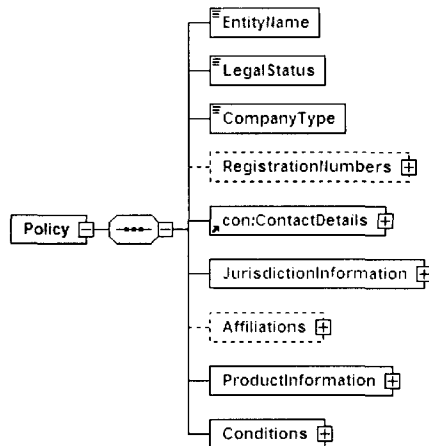 EntityName
LegalStatus
CompanyType
RegistrationNumbers
Policy
con:ContactDetails
JurisdictionInformation
Affiliations
ProductInformation
Conditions